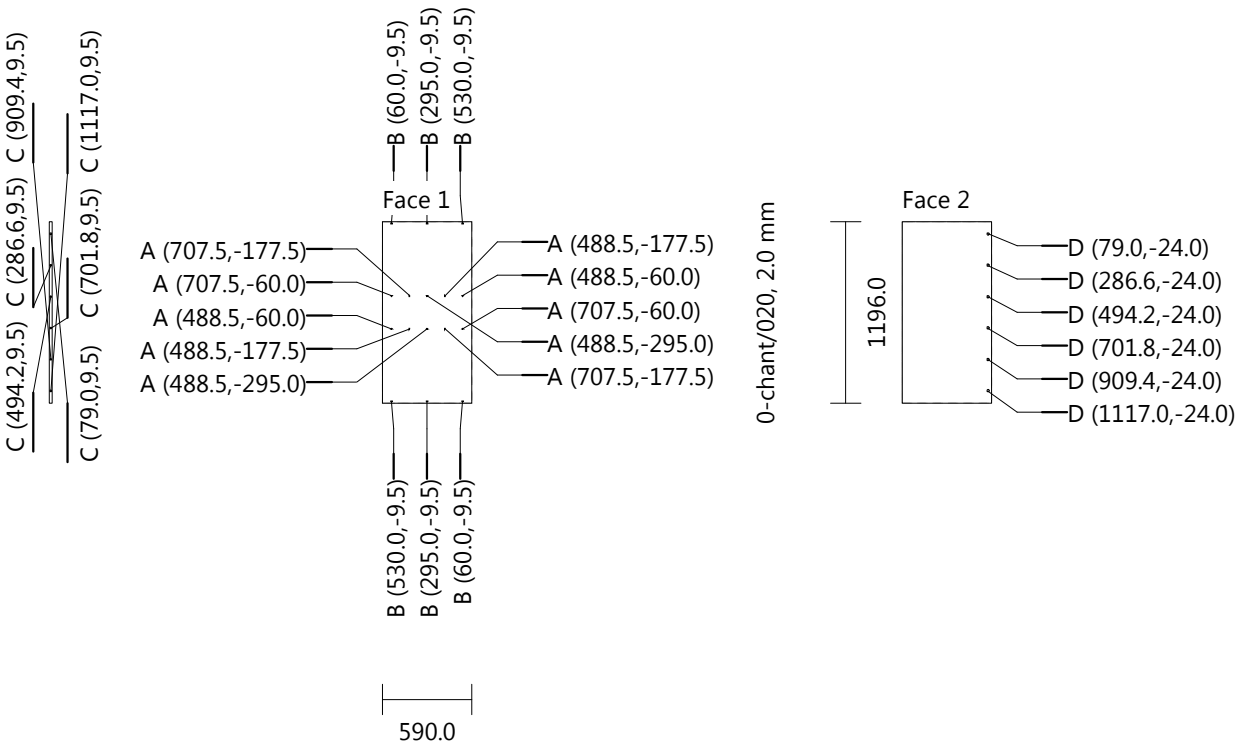 C (909.4,9.5)
C (1117.0,9.5)
C (286.6,9.5)
C (701.8,9.5)
C (494.2,9.5)
C (79.0,9.5)
B (60.0,-9.5)
B (295.0,-9.5)
B (530.0,-9.5)
Face 1
A (707.5,-177.5)
A (707.5,-60.0)
A (488.5,-60.0)
A (488.5,-177.5)
A (488.5,-295.0)
A (488.5,-177.5)
A (488.5,-60.0)
A (707.5,-60.0)
A (488.5,-295.0)
A (707.5,-177.5)
B (530.0,-9.5)
B (295.0,-9.5)
B (60.0,-9.5)
590.0
0-chant/020, 2.0 mm
1196.0
Face 2
D (79.0,-24.0)
D (286.6,-24.0)
D (494.2,-24.0)
D (701.8,-24.0)
D (909.4,-24.0)
D (1117.0,-24.0)